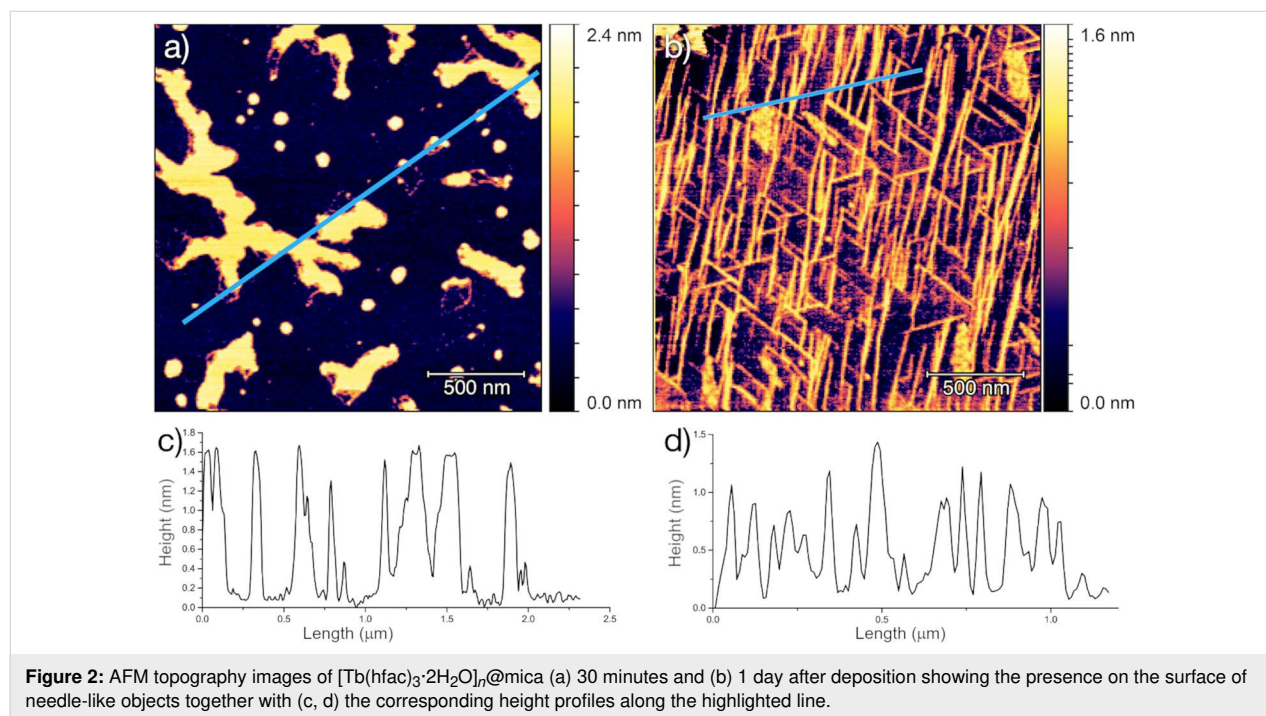 a)
2.4 nm
500 nm
0.0 nm
b)
1.6 nm
500 nm
0.0 nm
c)
Height (nm)
1.8
1.6
1.4
1.2
1.0
0.8
0.6
0.4
0.2
0.0
0.0 0.5 1.0 1.5 2.0 2.5
Length (μm)
d)
Height (nm)
1.5
1.0
0.5
0.0
0.0 0.5 1.0
Length (μm)
Figure 2: AFM topography images of [Tb(hfac)₃·2H₂O]ₙ@mica (a) 30 minutes and (b) 1 day after deposition showing the presence on the surface of
needle-like objects together with (c, d) the corresponding height profiles along the highlighted line.